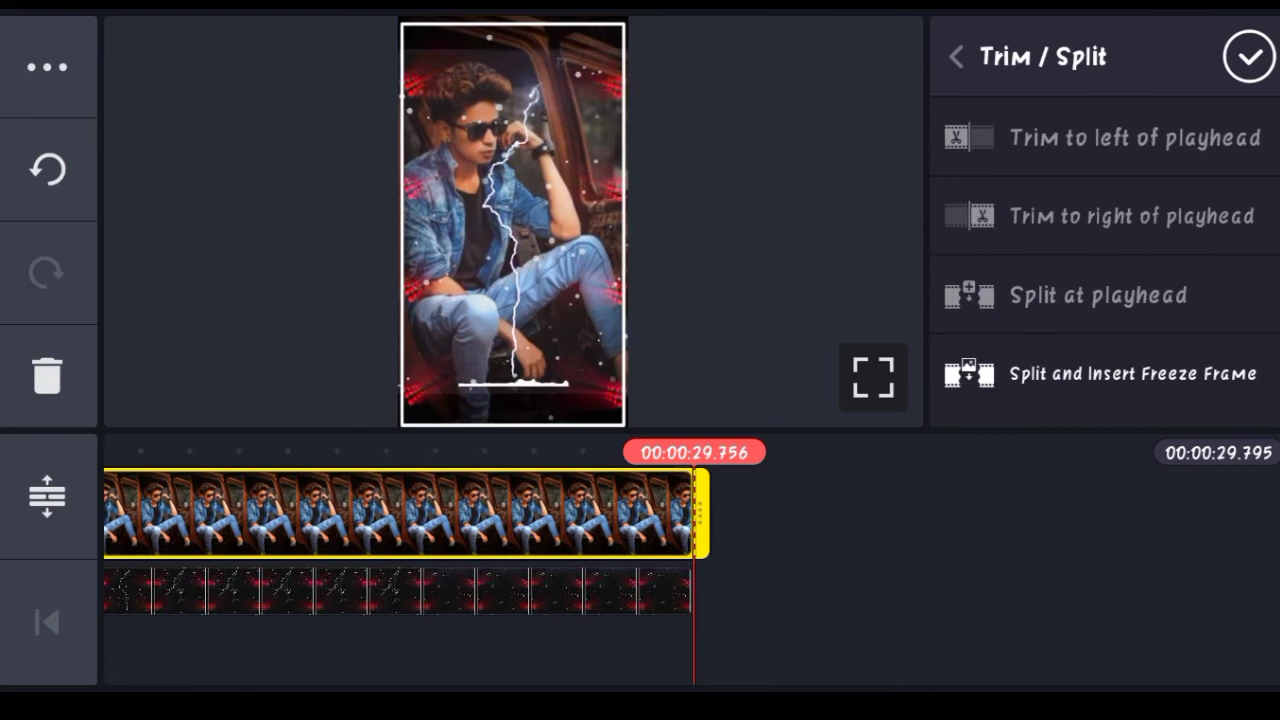 Trim / Split
Trim to left of playhead
Trim to right of playhead
Split at playhead
Split and Insert Freeze Frame
00:00:29.756
00:00:29.795